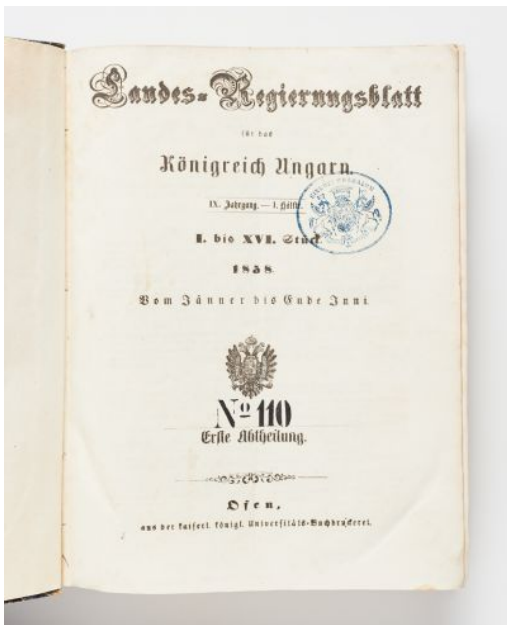 Landes-Regierungsblatt
für das
Königreich Ungarn.
IX. Jahrgang. — I. Hälfte.
I. bis XVI. Stück.
1858.
Vom Jänner bis Ende Juni
Nº 110
Erste Abtheilung.
Ofen,
aus der kaiserl. königl. Universitäts-Buchdruckerei.